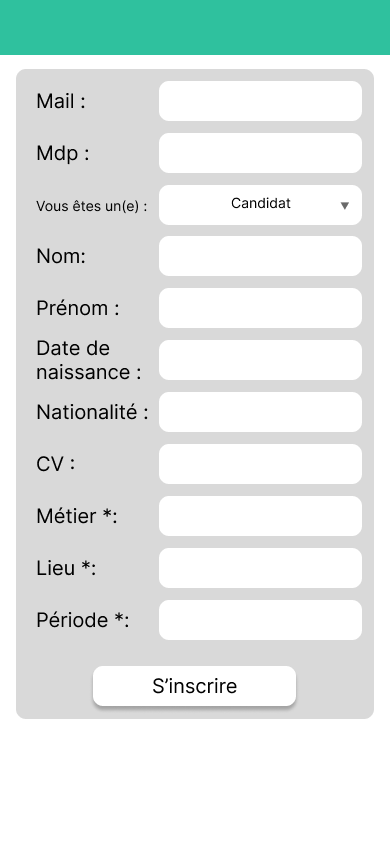 Mail :
Mdp :
Vous êtes un(e) : Candidat ▼
Nom:
Prénom :
Date de
naissance :
Nationalité :
CV :
Métier *:
Lieu *:
Période *:
S’inscrire